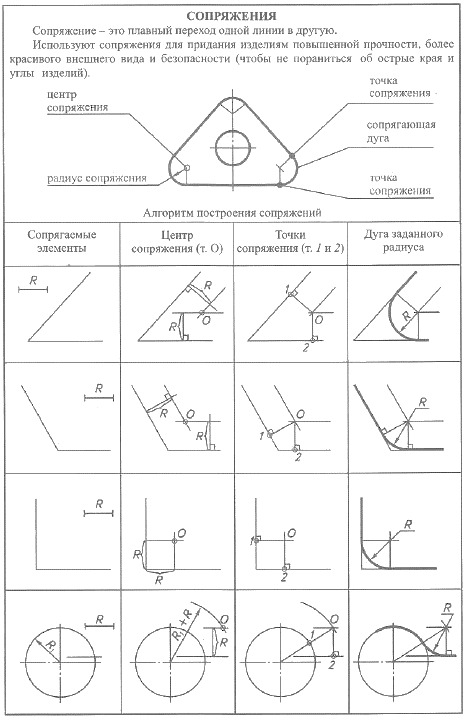 СОПРЯЖЕНИЯ
Сопряжение – это плавный переход одной линии в другую.
Используют сопряжения для придания изделиям повышенной прочности, более
красивого внешнего вида и безопасности (чтобы не пораниться об острые края и
углы изделий).
центр
сопряжения
точка
сопряжения
сопрягающая
дуга
радиус сопряжения
точка
сопряжения
Алгоритм построения сопряжений
Сопрягаемые
элементы
Центр
сопряжения (т. О)
Точки
сопряжения (т. 1 и 2)
Дуга заданного
радиуса
R
R
R
O
1
O
2
R
R
R
R
O
1
O
2
R
R
R
R
O
1
O
2
R
R₁
R
R₁+R
O
R
1
O
2
R